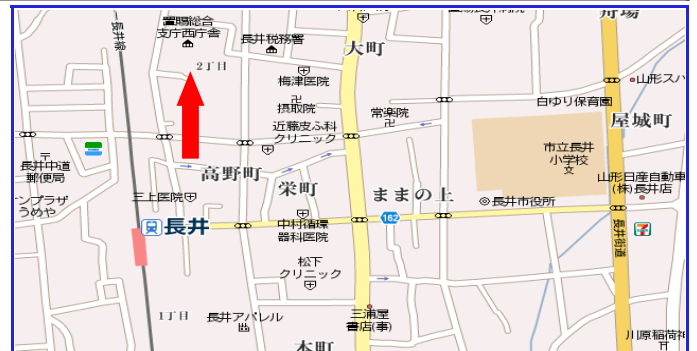 置賜総合
支庁西庁舎
長井線
長井税務署
大町
舟場
2丁目
梅津医院
摂取院
山形スバ
白ゆり保育園
常楽院
近藤皮ふ科
クリニック
屋城町
市立長井
小学校
文
長井中道
郵便局
高野町
栄町
ままの上
山形日産自動車
(株)長井店
ンプラザ
うめや
三上医院
長井市役所
長井
162
中村循環
器科医院
長井街道
松下
クリニック
1丁目
長井アパレル
三浦屋
書店(事)
本町
川原稲荷神